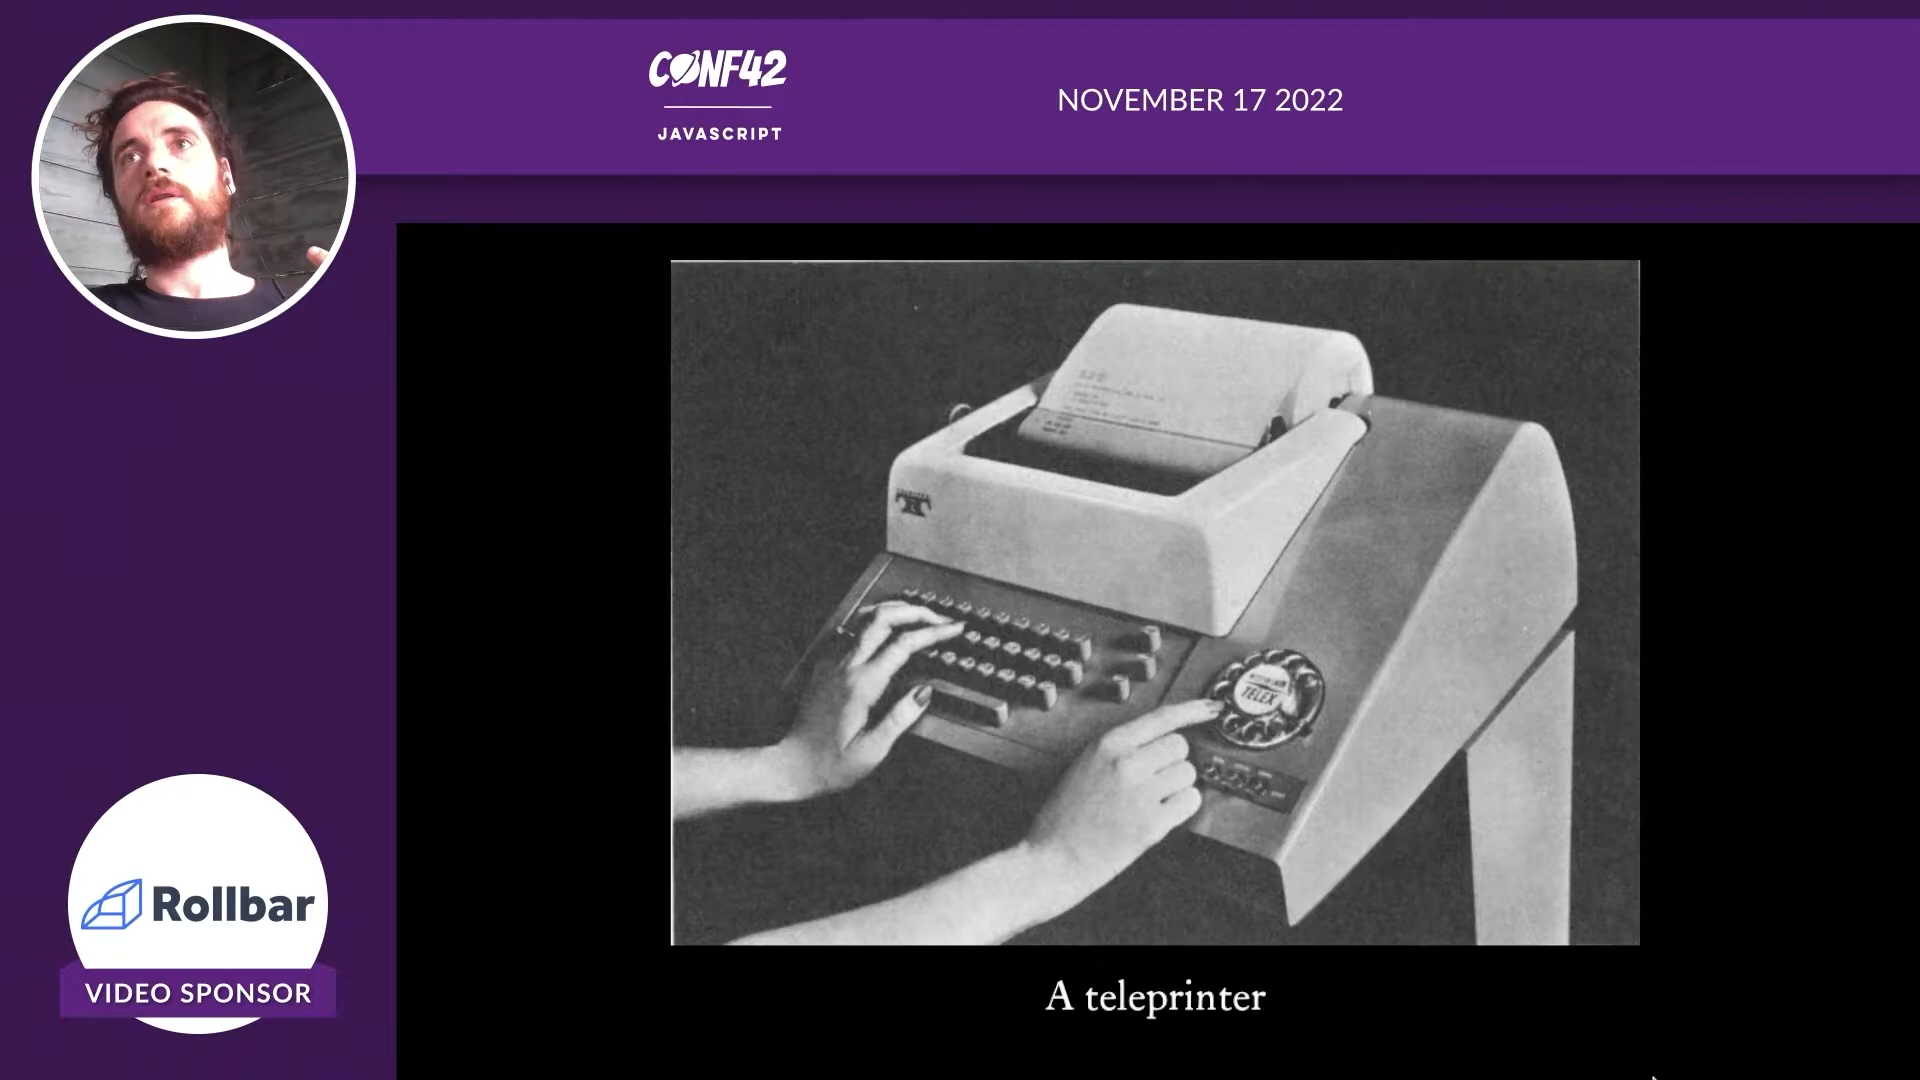 CONF42
JAVASCRIPT
NOVEMBER 17 2022
TELEX
A teleprinter
Rollbar
VIDEO SPONSOR